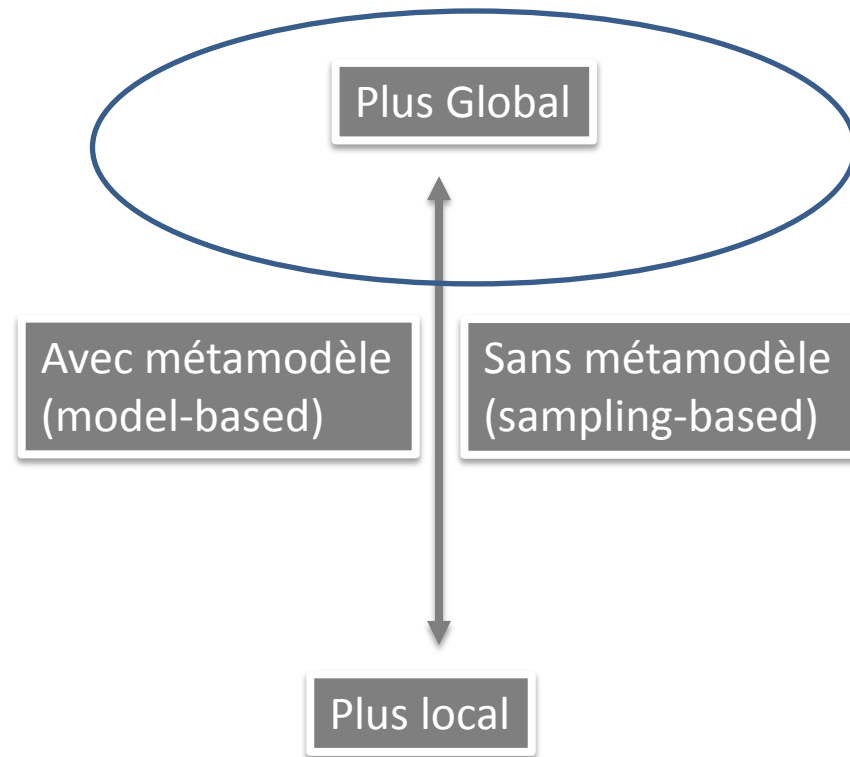 Plus Global
Avec métamodèle
(model-based)
Sans métamodèle
(sampling-based)
Plus local